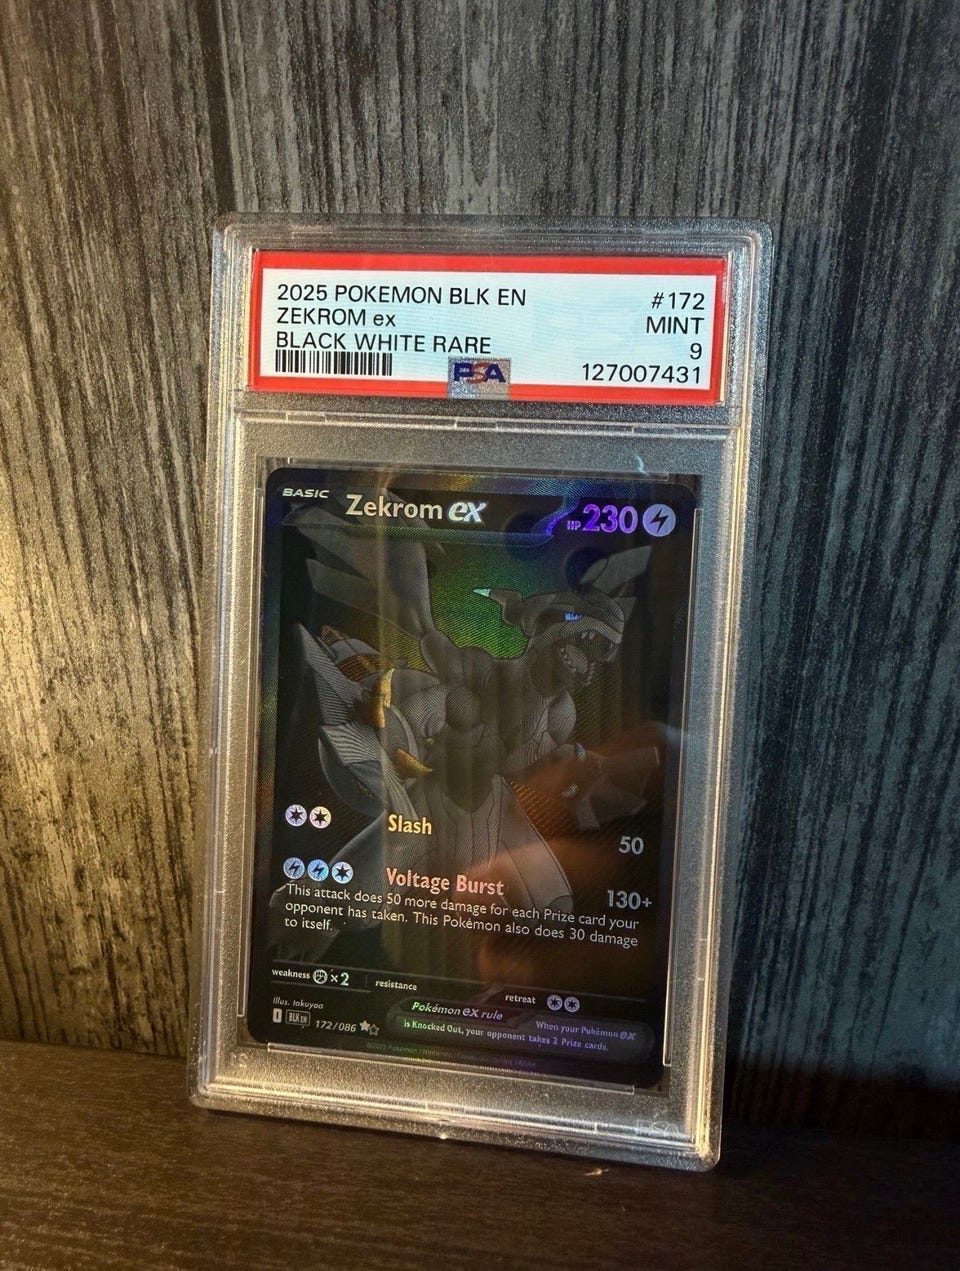 2025 POKEMON BLK EN #172
ZEKROM ex MINT
BLACK WHITE RARE 9
PSA 127007431
BASIC Zekrom ex HP 230
Slash 50
Voltage Burst 130+
This attack does 50 more damage for each Prize card your
opponent has taken. This Pokémon also does 30 damage
to itself.
weakness ×2 resistance retreat
Illus. takuyoa
Pokémon ex rule When your Pokémon ex
I BLK EN 172/086 is Knocked Out, your opponent takes 2 Prize cards.
©2025 Pokémon / Nintendo